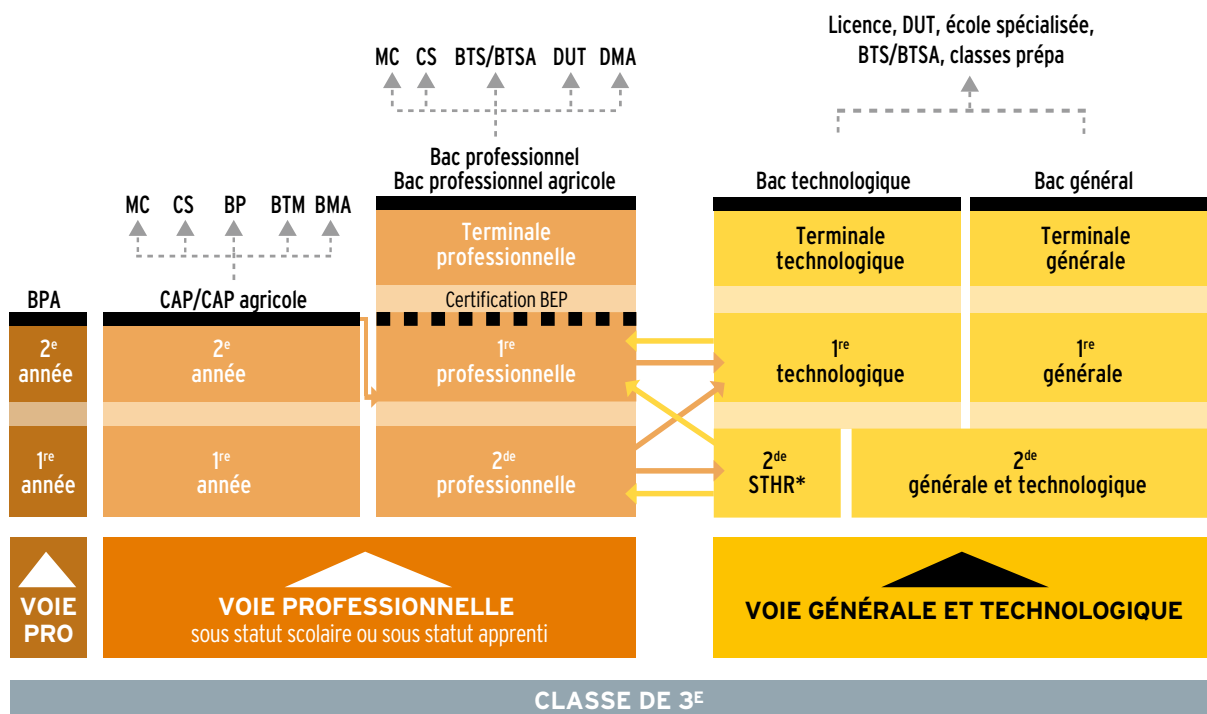 Licence, DUT, école spécialisée,
BTS/BTSA, classes prépa
MC CS BTS/BTSA DUT DMA
Bac professionnel
Bac professionnel agricole
Bac technologique
Bac général
MC CS BP BTM BMA
Terminale
professionnelle
Terminale
technologique
Terminale
générale
BPA
CAP/CAP agricole
Certification BEP
2e
année
2e
année
1re
professionnelle
1re
technologique
1re
générale
1re
année
1re
année
2de
professionnelle
2de
STHR*
2de
générale et technologique
VOIE
PRO
VOIE PROFESSIONNELLE
sous statut scolaire ou sous statut apprenti
VOIE GÉNÉRALE ET TECHNOLOGIQUE
CLASSE DE 3E